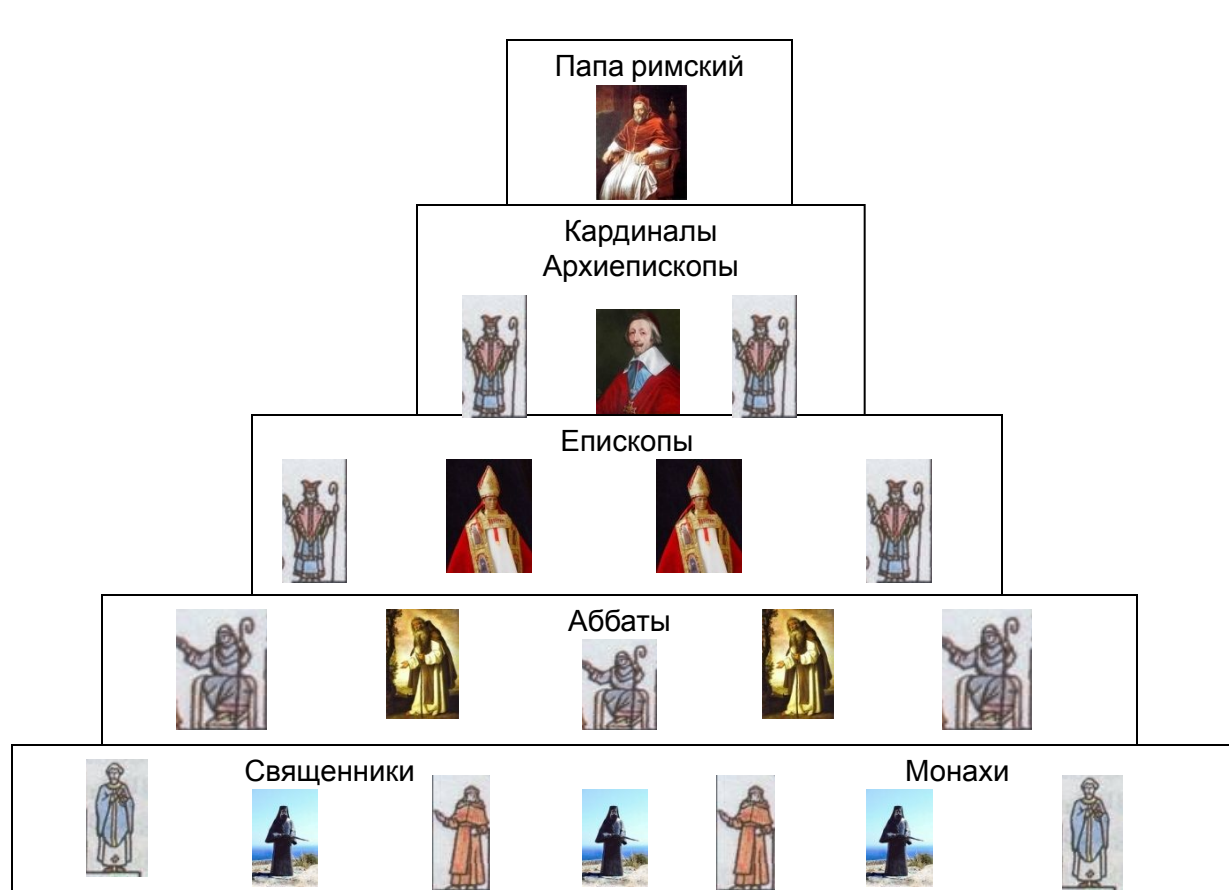 Папа римский
Кардиналы
Архиепископы
Епископы
Аббаты
Священники
Монахи